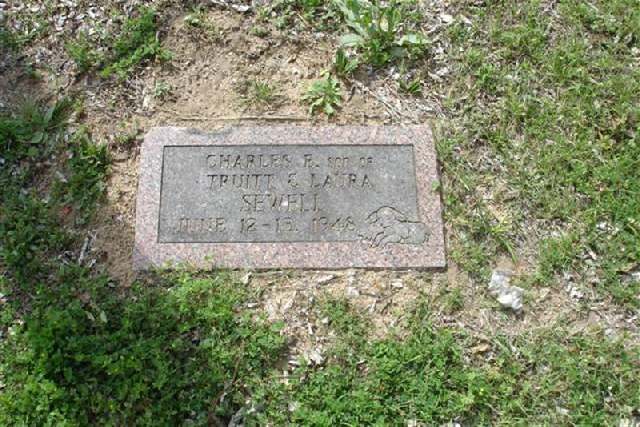 CHARLES R. SON OF
TRUITT & LAURA
SEWELL
JUNE 12-15, 1948